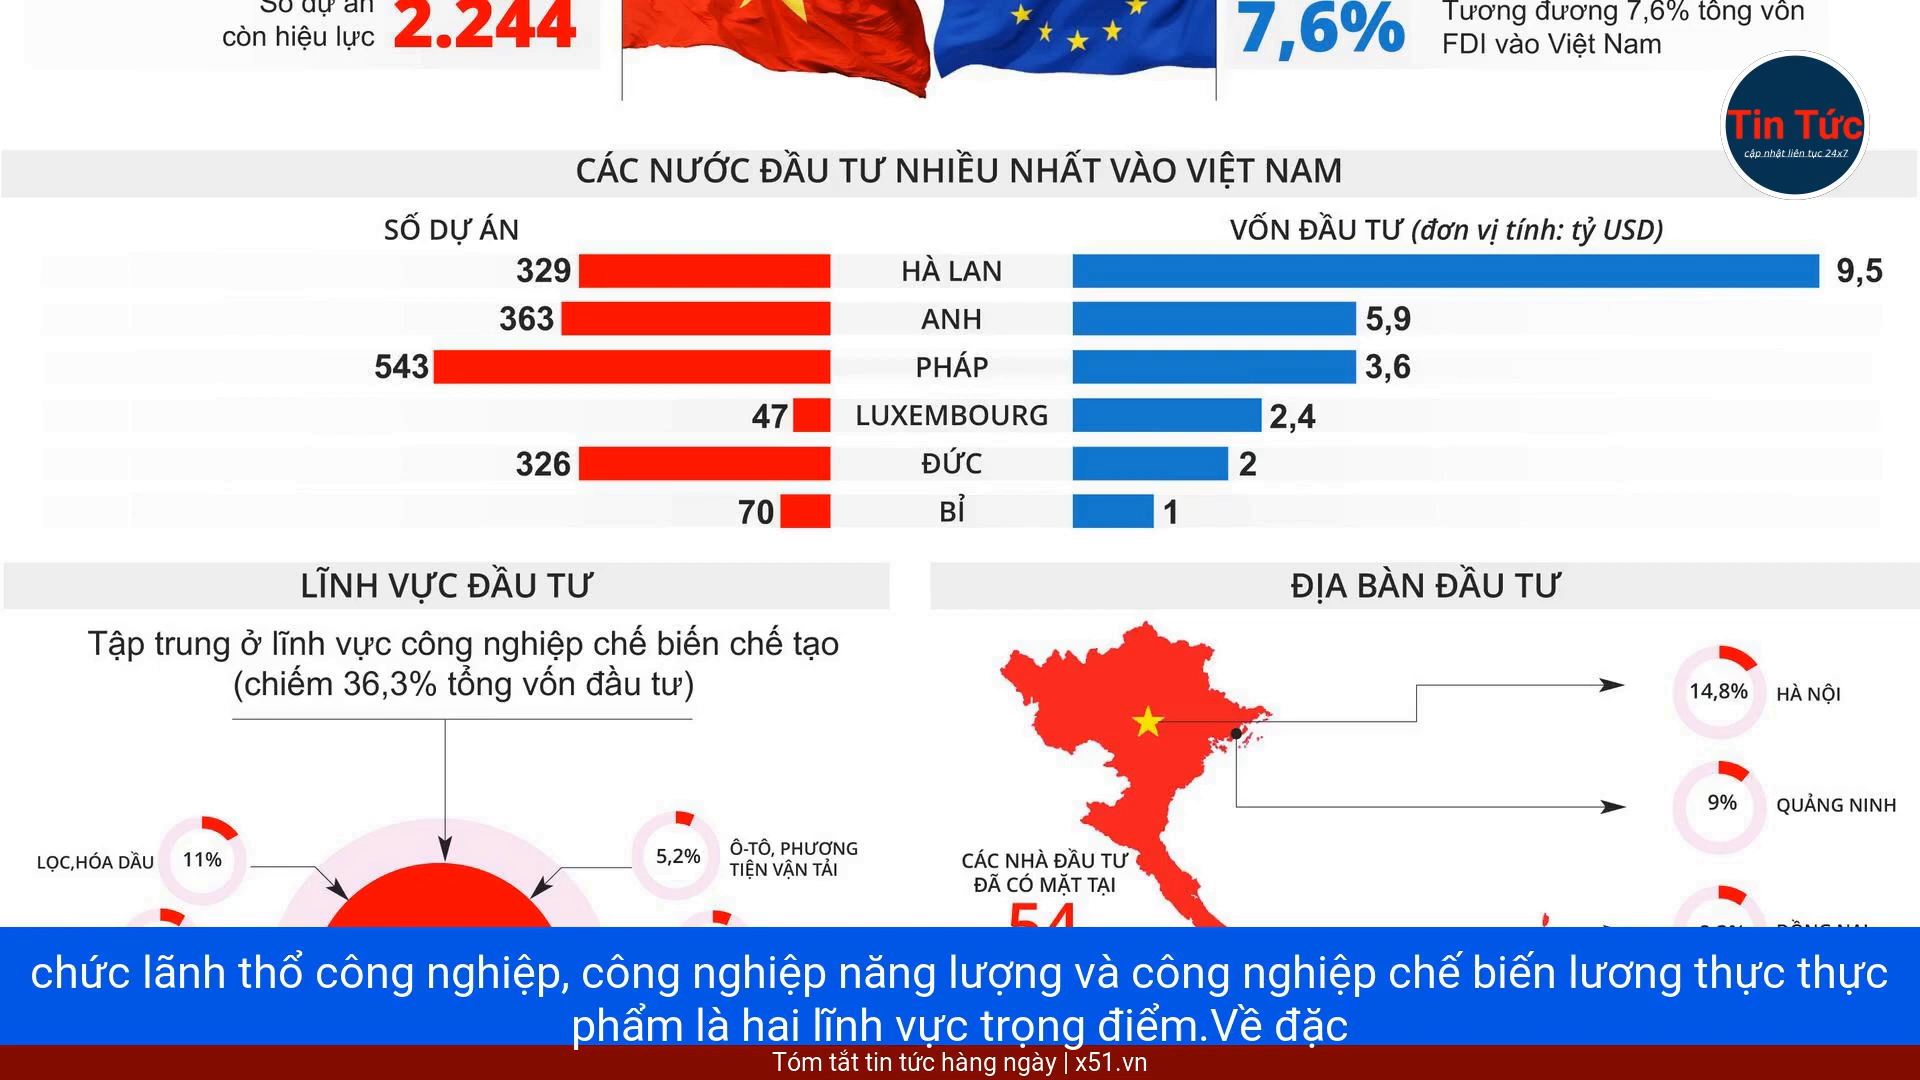 Số dự án
còn hiệu lực
2.244
7,6%
Tương đương 7,6% tổng vốn
FDI vào Việt Nam
Tin Tức
cập nhật liên tục 24x7
CÁC NƯỚC ĐẦU TƯ NHIỀU NHẤT VÀO VIỆT NAM
SỐ DỰ ÁN
VỐN ĐẦU TƯ (đơn vị tính: tỷ USD)
329 HÀ LAN 9,5
363 ANH 5,9
543 PHÁP 3,6
47 LUXEMBOURG 2,4
326 ĐỨC 2
70 BỈ 1
LĨNH VỰC ĐẦU TƯ
Tập trung ở lĩnh vực công nghiệp chế biến chế tạo
(chiếm 36,3% tổng vốn đầu tư)
LỌC,HÓA DẦU 11%
5,2%
Ô-TÔ, PHƯƠNG
TIỆN VẬN TẢI
ĐỊA BÀN ĐẦU TƯ
14,8% HÀ NỘI
9% QUẢNG NINH
CÁC NHÀ ĐẦU TƯ
ĐÃ CÓ MẶT TẠI
54
ĐỒNG NAI
chức lãnh thổ công nghiệp, công nghiệp năng lượng và công nghiệp chế biến lương thực thực
phẩm là hai lĩnh vực trọng điểm.Về đặc
Tóm tắt tin tức hàng ngày | x51.vn